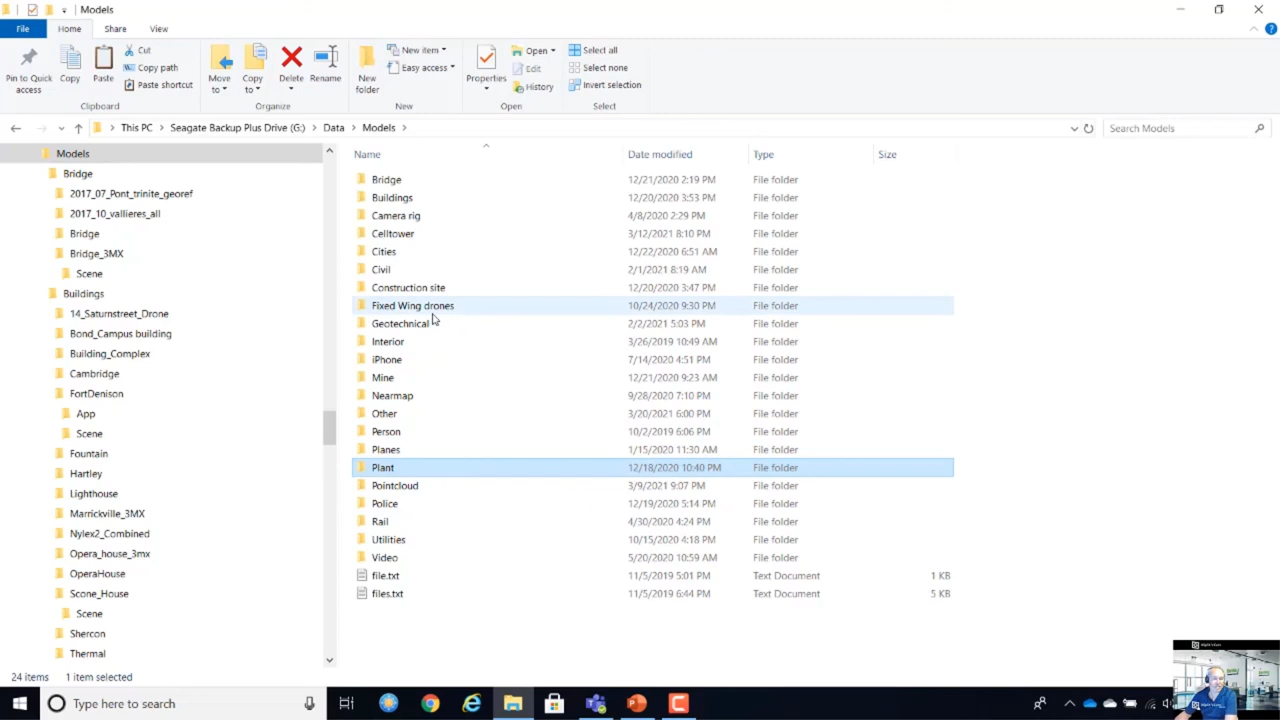 Models
File Home Share View
Pin to Quick access
Copy
Paste
Cut
Copy path
Paste shortcut
Clipboard
Move to
Copy to
Delete
Rename
Organize
New folder
New item
Easy access
New
Properties
Open
Edit
History
Open
Select all
Select none
Invert selection
Select
This PC > Seagate Backup Plus Drive (G:) > Data > Models >
Search Models
Models
Bridge
2017_07_Pont_trinite_georef
2017_10_vallieres_all
Bridge
Bridge_3MX
Scene
Buildings
14_Saturnstreet_Drone
Bond_Campus building
Building_Complex
Cambridge
FortDenison
App
Scene
Fountain
Hartley
Lighthouse
Marrickville_3MX
Nylex2_Combined
Opera_house_3mx
OperaHouse
Scone_House
Scene
Shercon
Thermal
Name Date modified Type Size
Bridge 12/21/2020 2:19 PM File folder
Buildings 12/20/2020 3:53 PM File folder
Camera rig 4/8/2020 2:29 PM File folder
Celltower 3/12/2021 8:10 PM File folder
Cities 12/22/2020 6:51 AM File folder
Civil 2/1/2021 8:19 AM File folder
Construction site 12/20/2020 3:47 PM File folder
Fixed Wing drones 10/24/2020 9:30 PM File folder
Geotechnical 2/2/2021 5:03 PM File folder
Interior 3/26/2019 10:49 AM File folder
iPhone 7/14/2020 4:51 PM File folder
Mine 12/21/2020 9:23 AM File folder
Nearmap 9/28/2020 7:10 PM File folder
Other 3/20/2021 6:00 PM File folder
Person 10/2/2019 6:06 PM File folder
Planes 1/15/2020 11:30 AM File folder
Plant 12/18/2020 10:40 PM File folder
Pointcloud 3/9/2021 9:07 PM File folder
Police 12/19/2020 5:14 PM File folder
Rail 4/30/2020 4:24 PM File folder
Utilities 10/15/2020 4:18 PM File folder
Video 5/20/2020 10:59 AM File folder
file.txt 11/5/2019 5:01 PM Text Document 1 KB
files.txt 11/5/2019 6:44 PM Text Document 5 KB
24 items 1 item selected
Type here to search